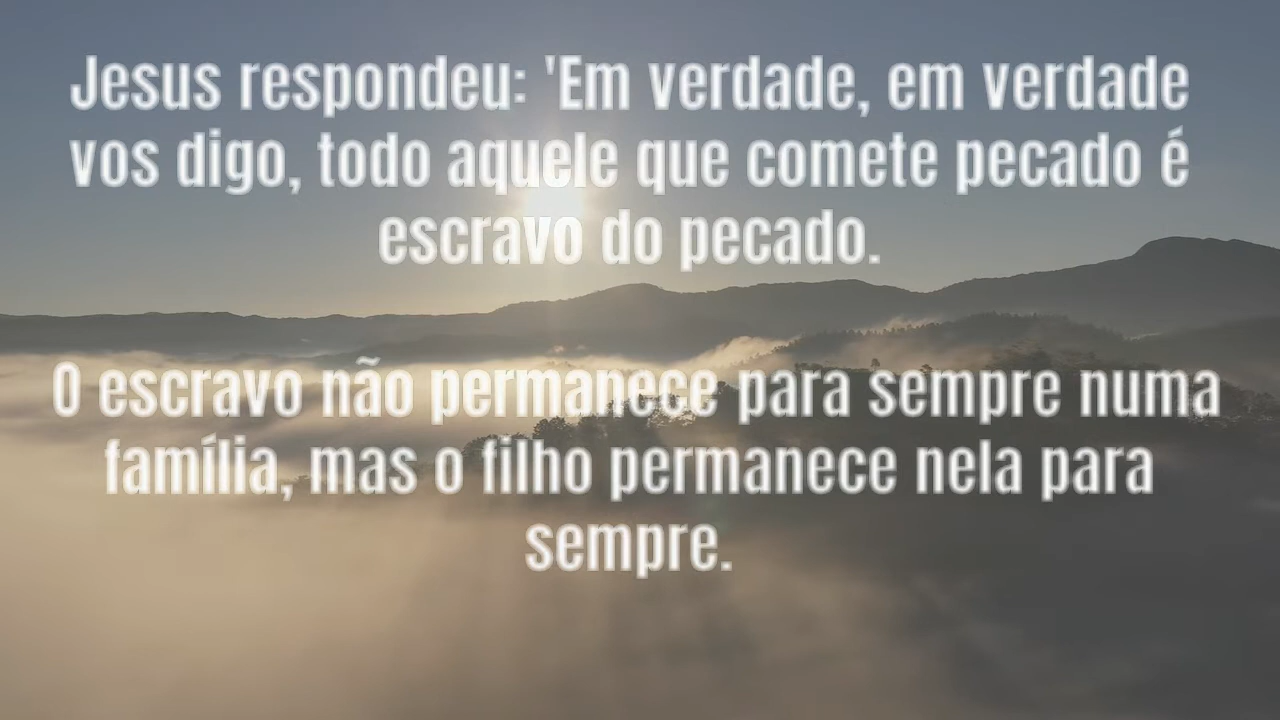 Jesus respondeu: 'Em verdade, em verdade
vos digo, todo aquele que comete pecado é
escravo do pecado.
O escravo não permanece para sempre numa
família, mas o filho permanece nela para
sempre.